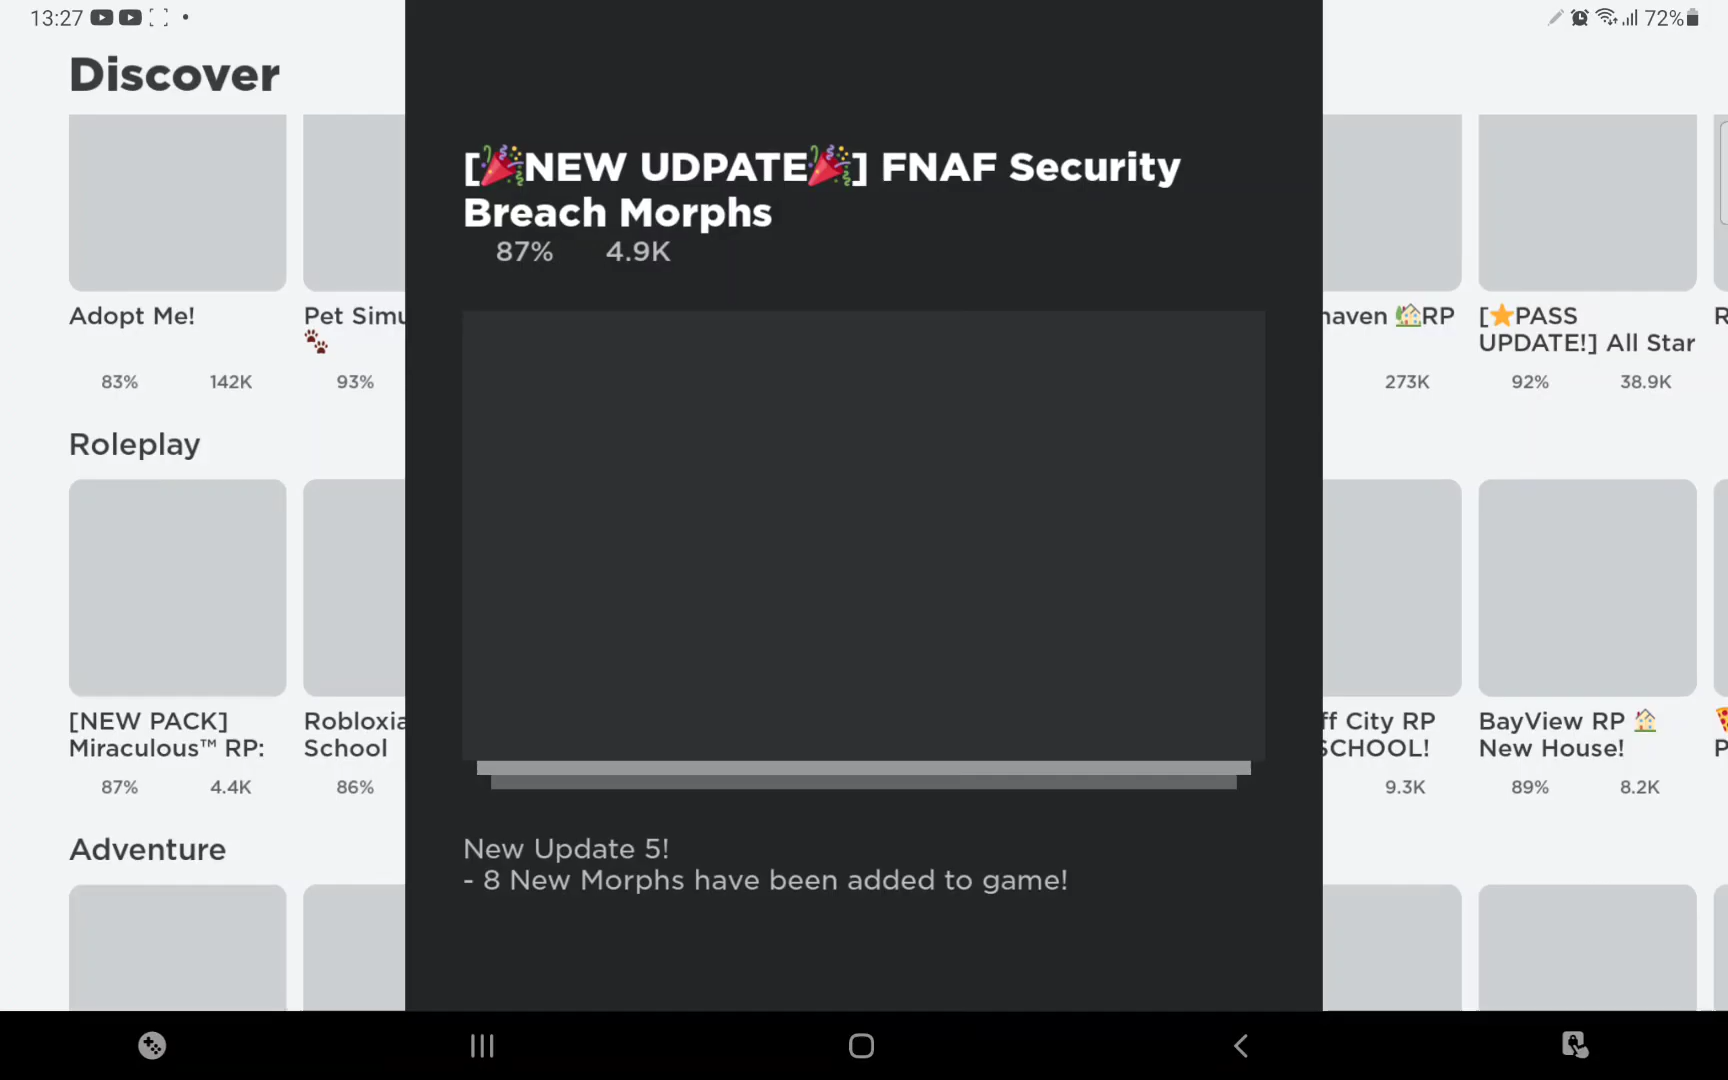 13:27
72%
Discover
[🎉NEW UDPATE🎉] FNAF Security
Breach Morphs
87% 4.9K
Adopt Me!
83% 142K
Pet Simu
🐾
93%
haven 🏡RP
273K
[⭐PASS
UPDATE!] All Star
92% 38.9K
R
Roleplay
[NEW PACK]
Miraculous™ RP:
87% 4.4K
Robloxia
School
86%
ff City RP
SCHOOL!
9.3K
BayView RP 🏠
New House!
89% 8.2K
🍕
P
New Update 5!
- 8 New Morphs have been added to game!
Adventure